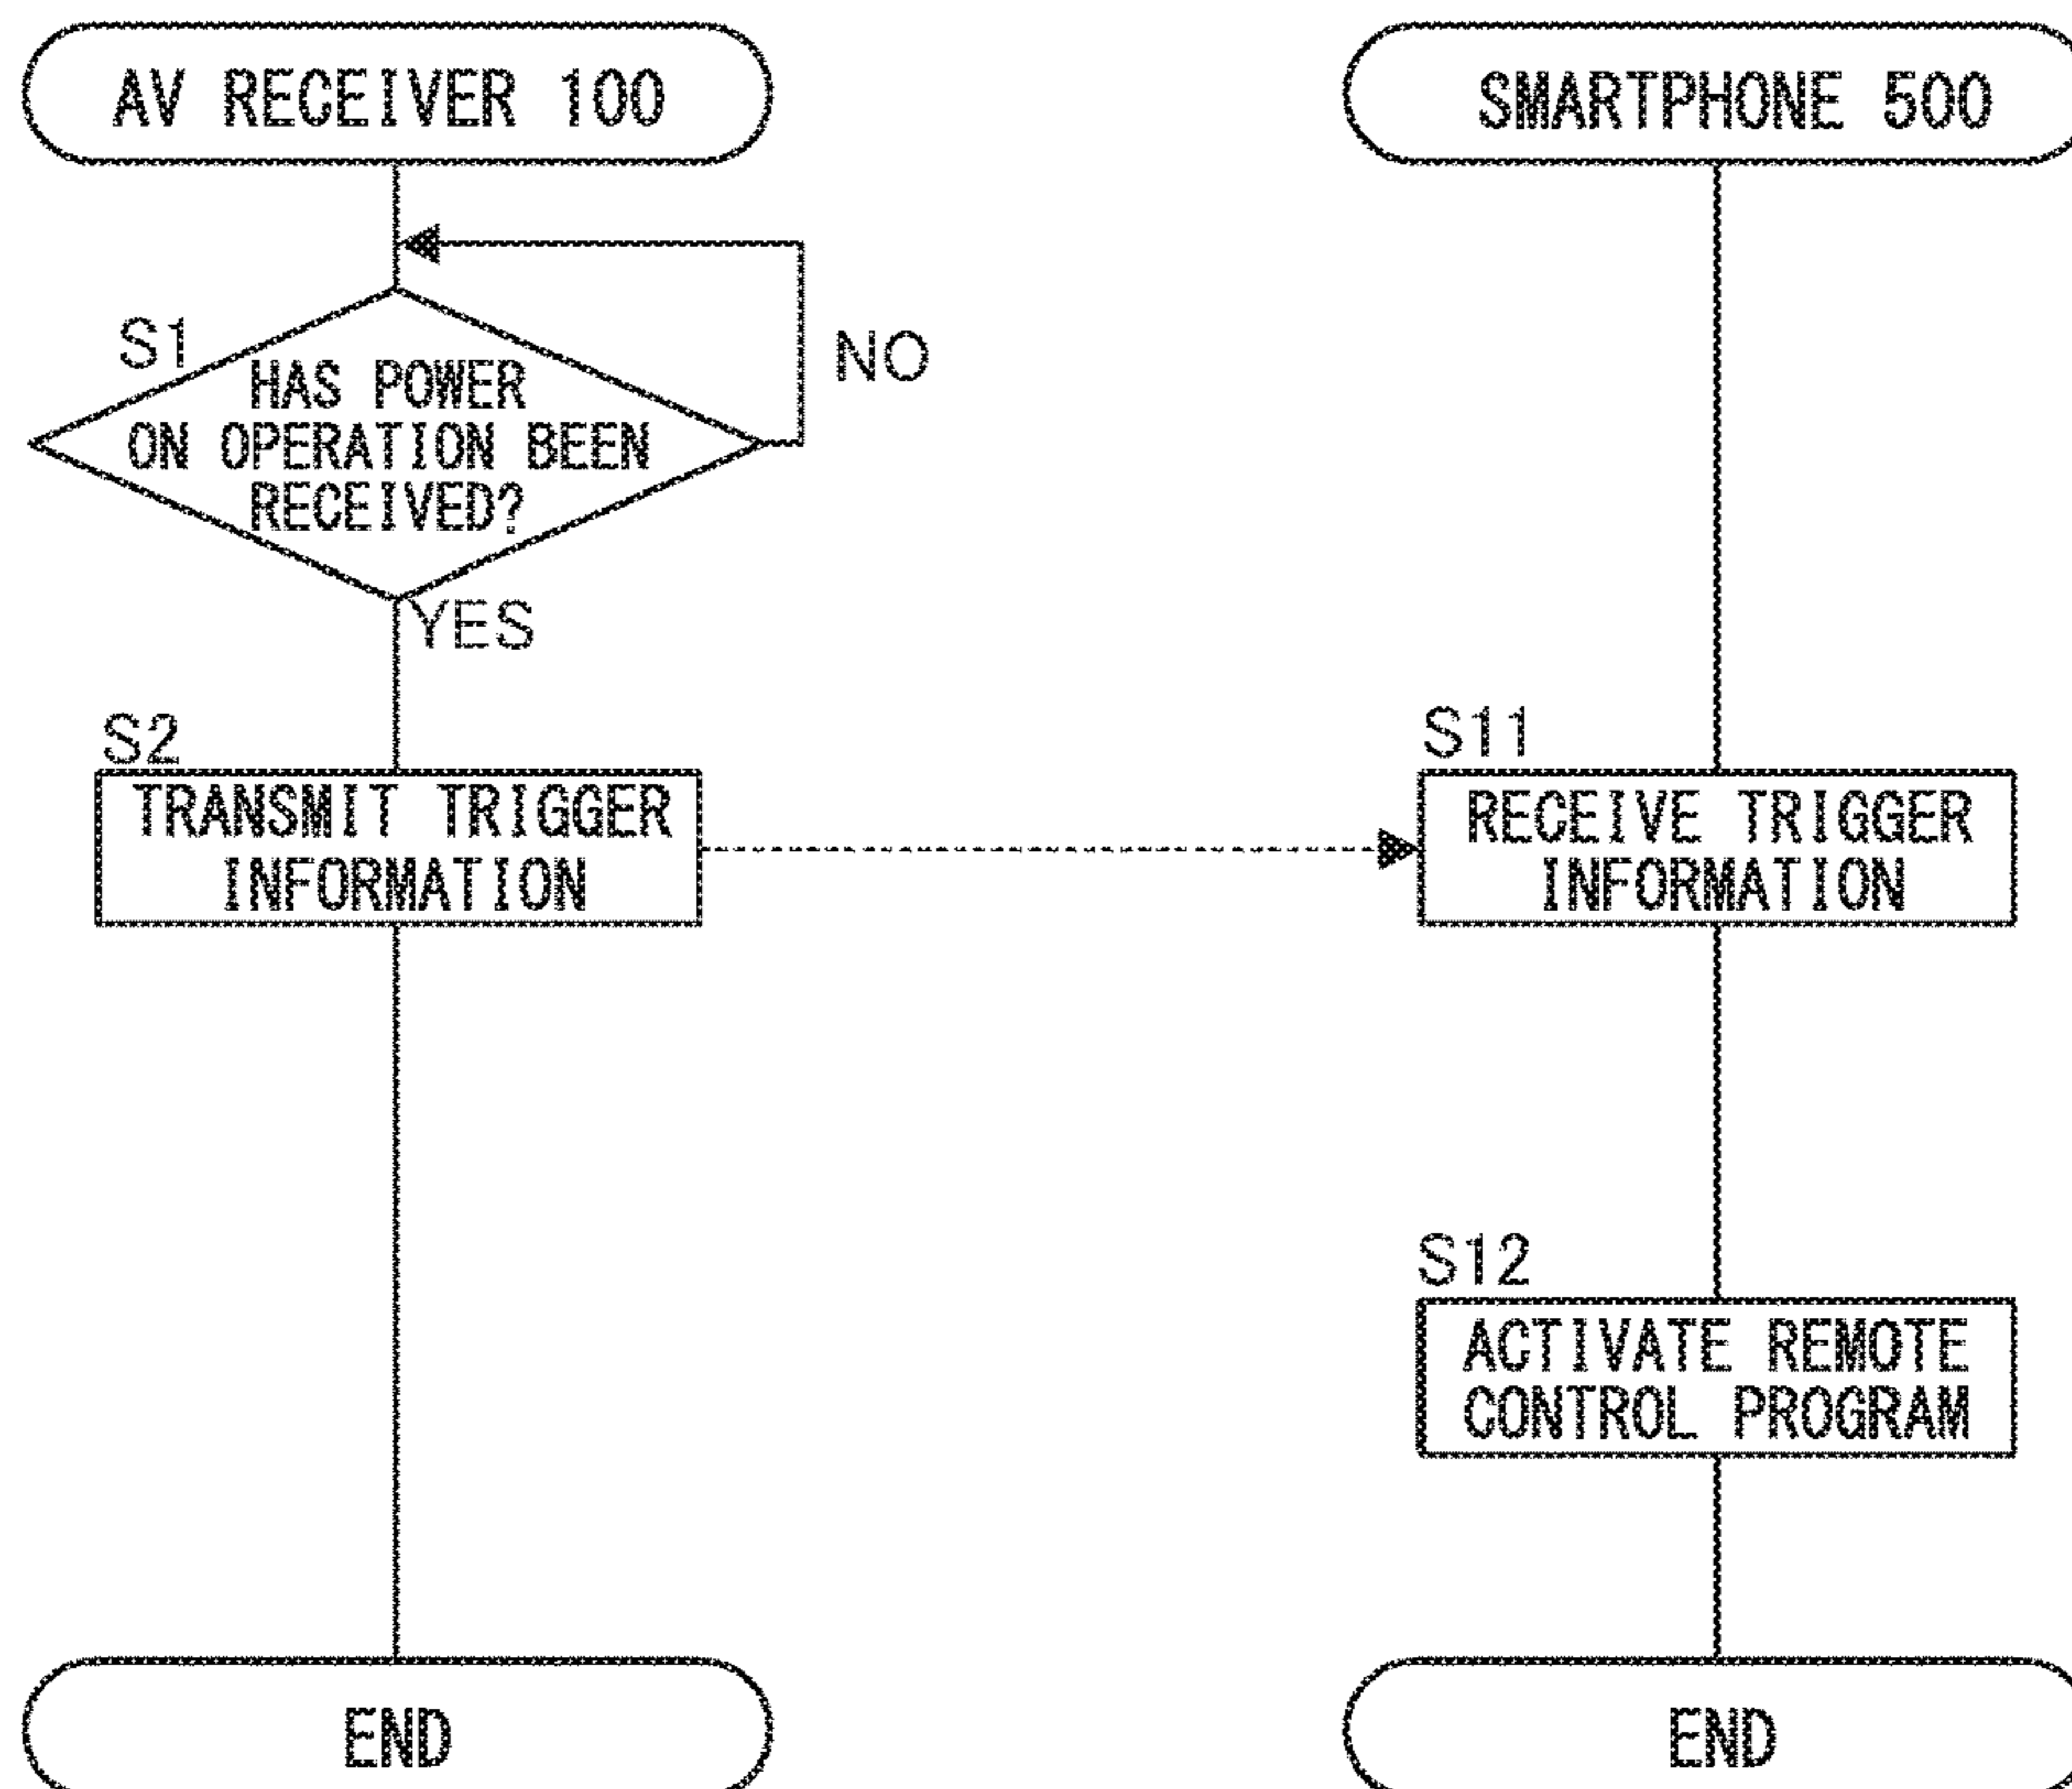 AV RECEIVER 100
S1
HAS POWER
ON OPERATION BEEN
RECEIVED?
NO
YES
S2
TRANSMIT TRIGGER
INFORMATION
END
SMARTPHONE 500
S11
RECEIVE TRIGGER
INFORMATION
S12
ACTIVATE REMOTE
CONTROL PROGRAM
END